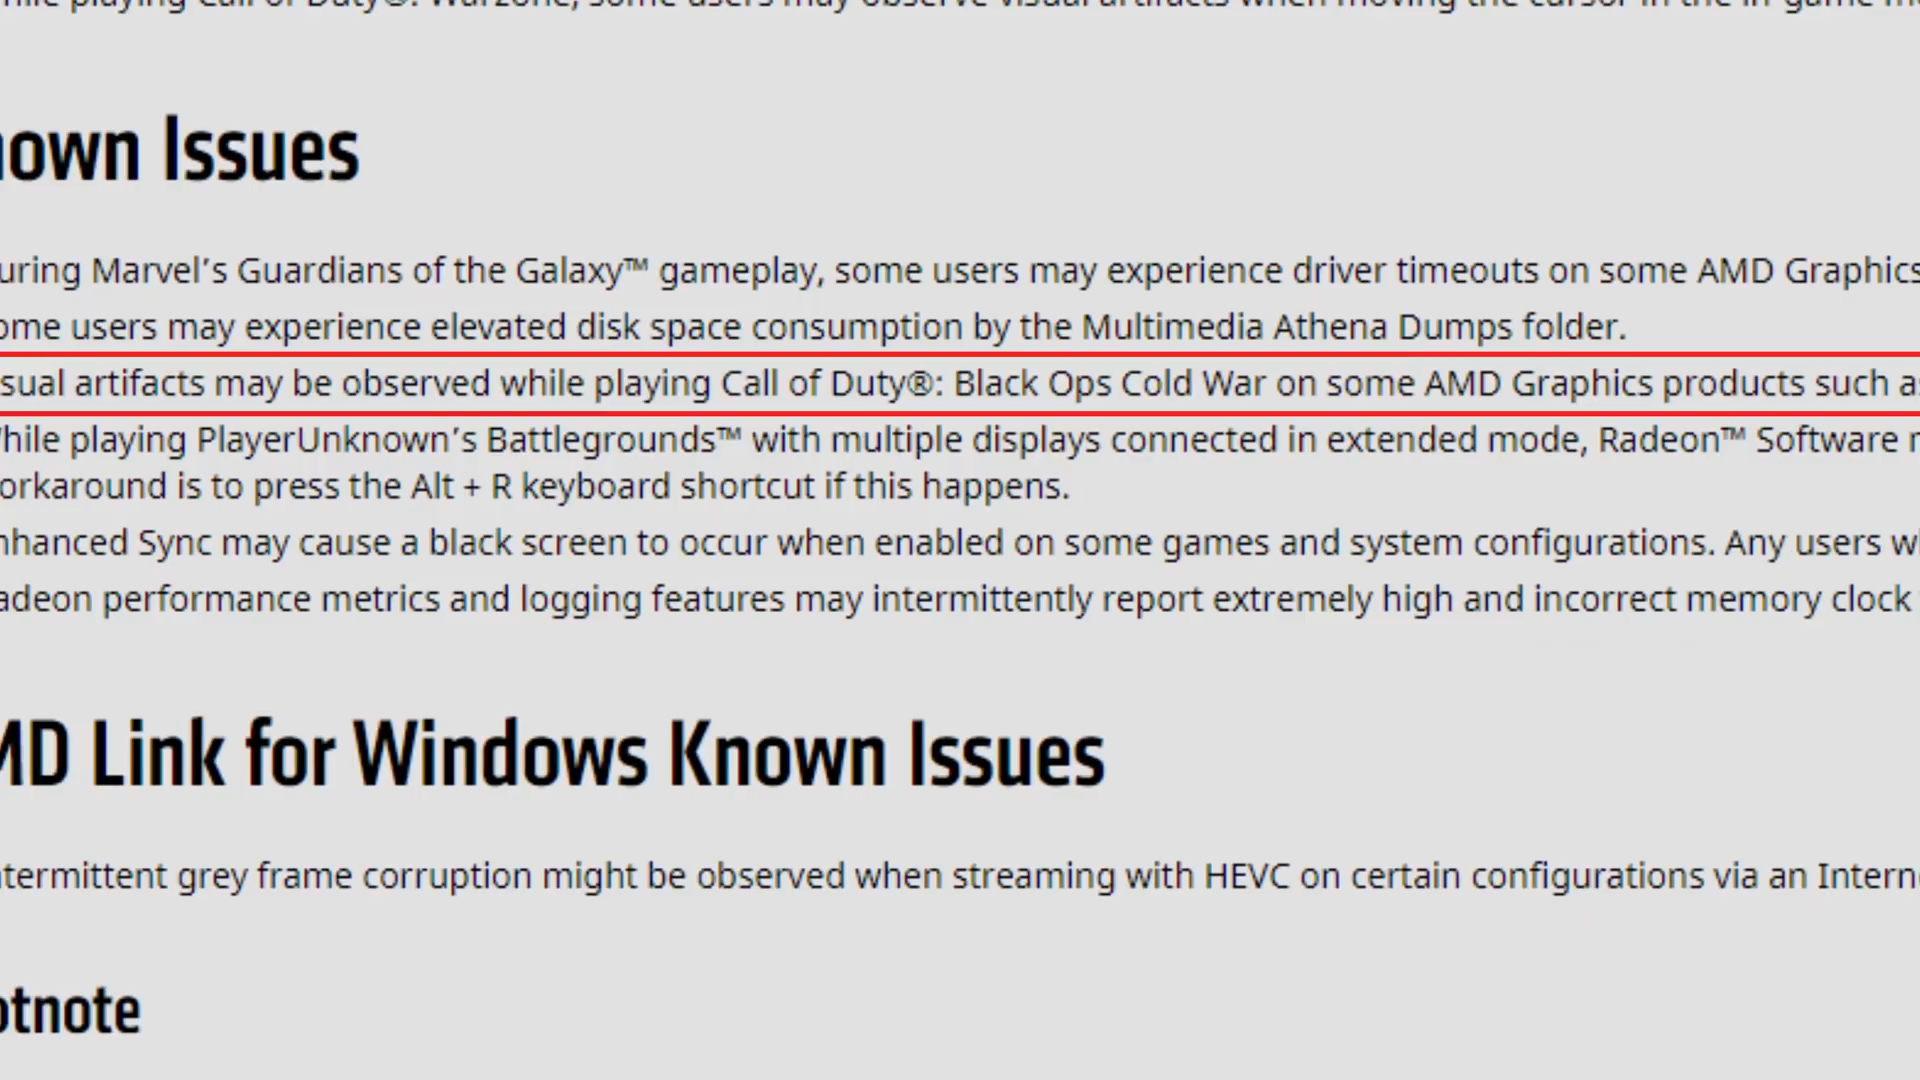 while playing Call of Duty®: Warzone, some users may observe visual artifacts when moving the cursor in the in-game
nown Issues
uring Marvel’s Guardians of the Galaxy™ gameplay, some users may experience driver timeouts on some AMD Graphics
ome users may experience elevated disk space consumption by the Multimedia Athena Dumps folder.
sual artifacts may be observed while playing Call of Duty®: Black Ops Cold War on some AMD Graphics products such as
While playing PlayerUnknown’s Battlegrounds™ with multiple displays connected in extended mode, Radeon™ Software
orkaround is to press the Alt + R keyboard shortcut if this happens.
nhanced Sync may cause a black screen to occur when enabled on some games and system configurations. Any users
adeon performance metrics and logging features may intermittently report extremely high and incorrect memory clock
MD Link for Windows Known Issues
ntermittent grey frame corruption might be observed when streaming with HEVC on certain configurations via an Intern
otnote